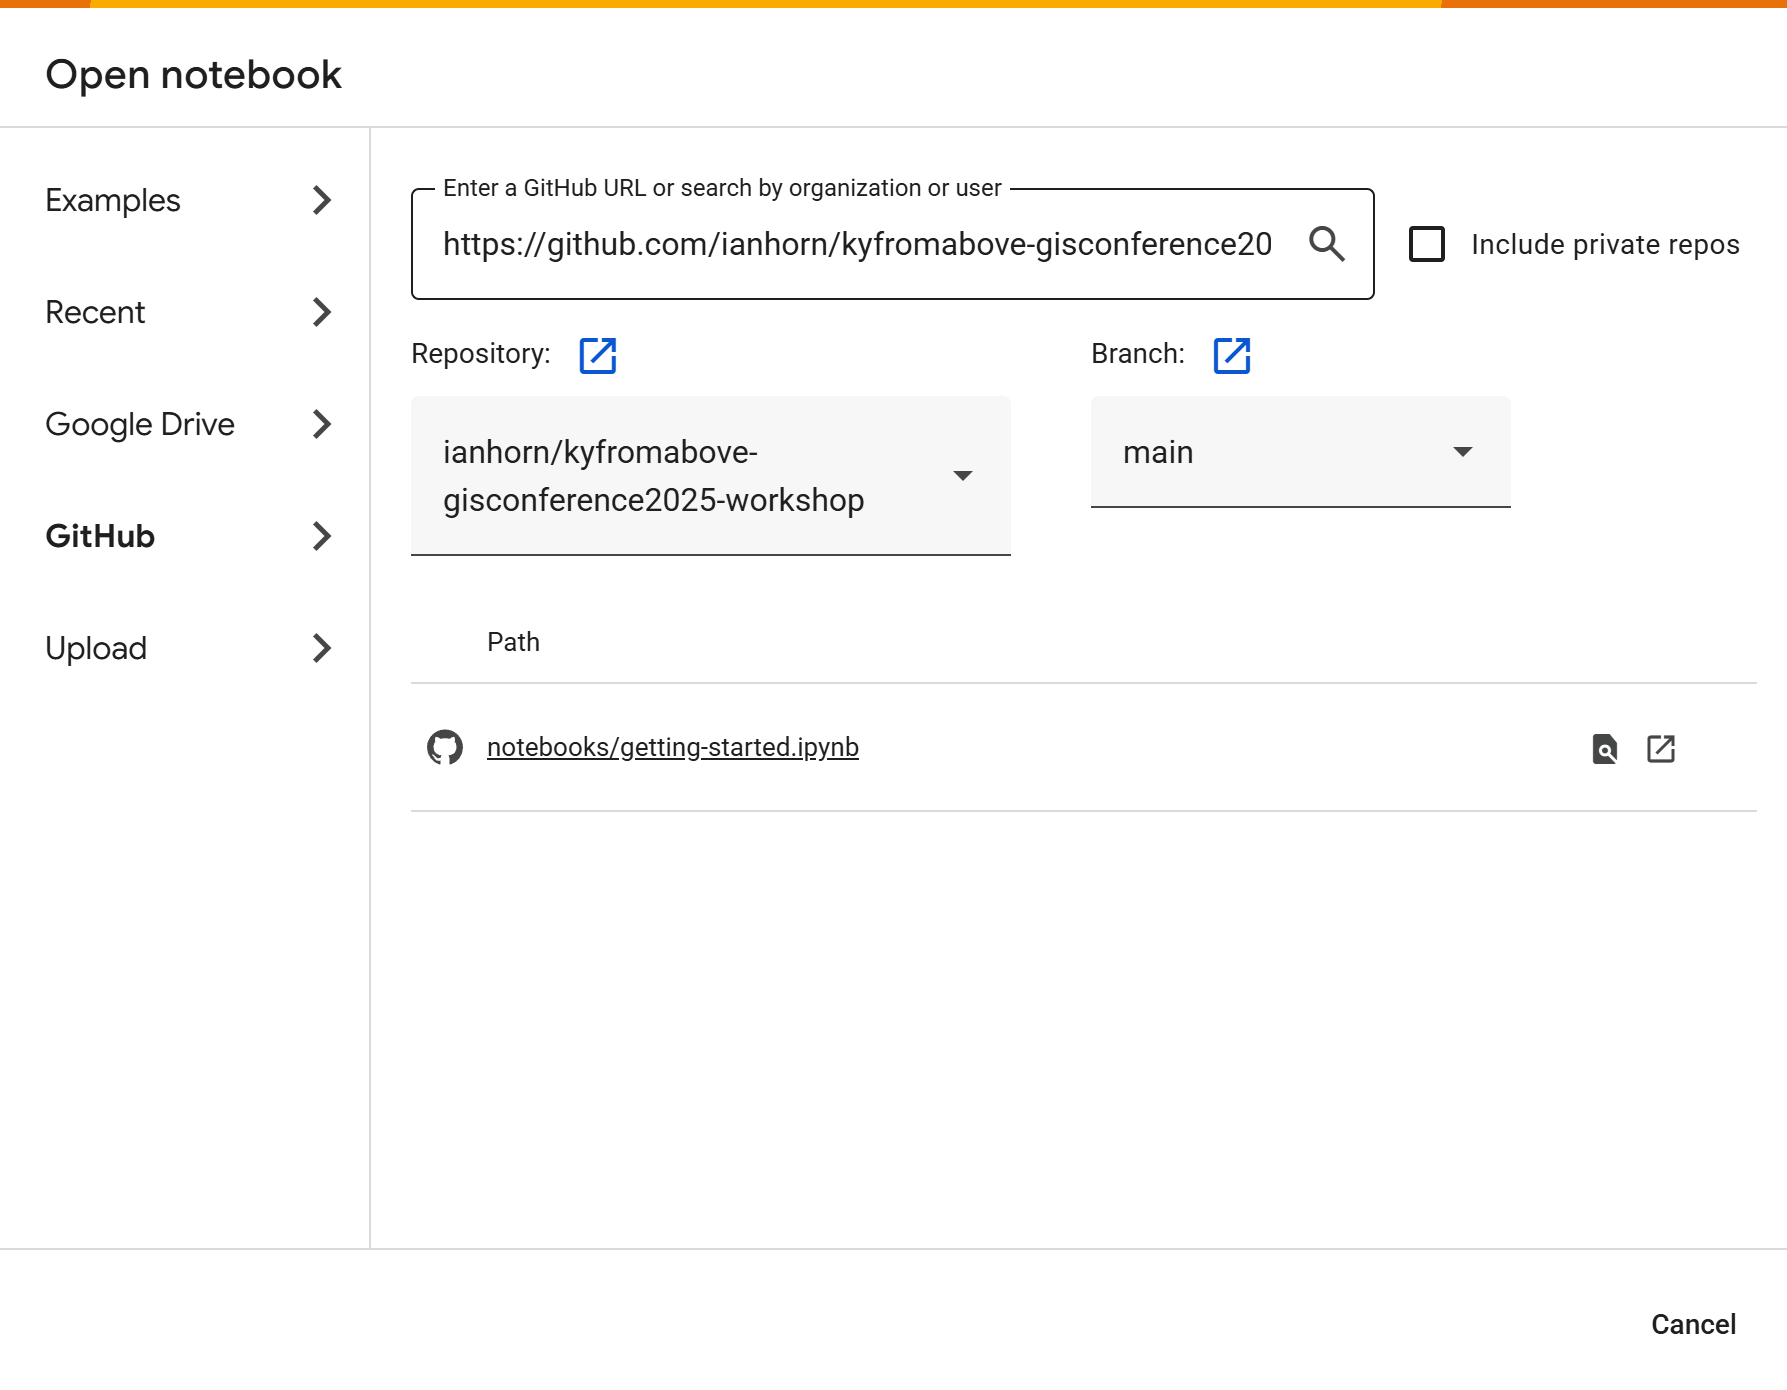 Open notebook
Examples
Recent
Google Drive
GitHub
Upload
Enter a GitHub URL or search by organization or user
https://github.com/ianhorn/kyfromabove-gisconference20
Include private repos
Repository:
ianhorn/kyfromabove-
gisconference2025-workshop
Branch:
main
Path
notebooks/getting-started.ipynb
Cancel